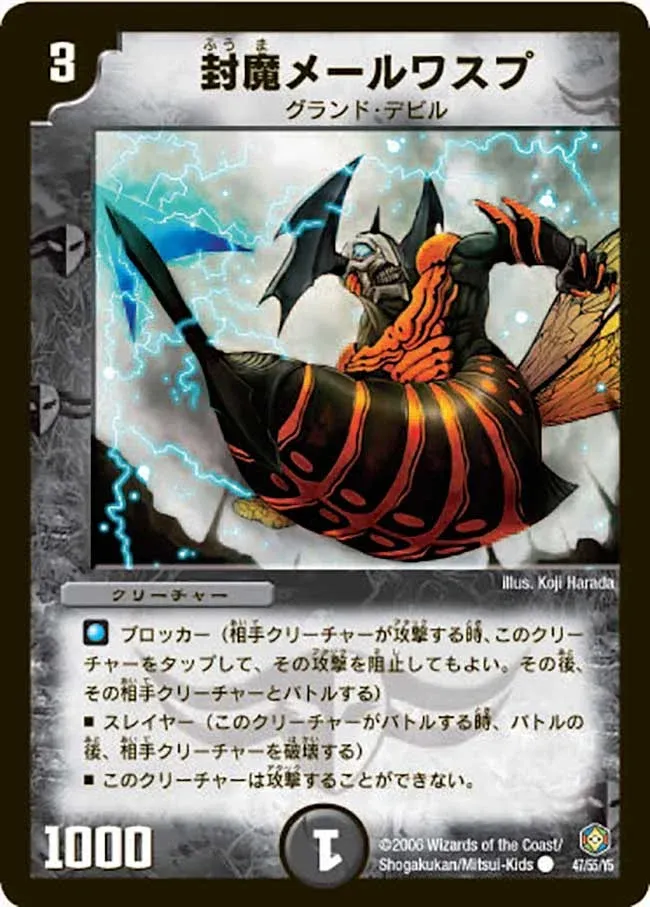 3
ふうま
封魔メールワスプ
グランド・デビル
illus. Koji Harada
クリーチャー
ブロッカー（相手クリーチャーが攻撃する時、このクリー
チャーをタップして、その攻撃を阻止してもよい。その後、
その相手クリーチャーとバトルする）
■ スレイヤー（このクリーチャーがバトルする時、バトルの
後、相手クリーチャーを破壊する）
■ このクリーチャーは攻撃することができない。
1000
1
©2006 Wizards of the Coast/
Shogakukan/Mitsui-Kids
47/55/Y5